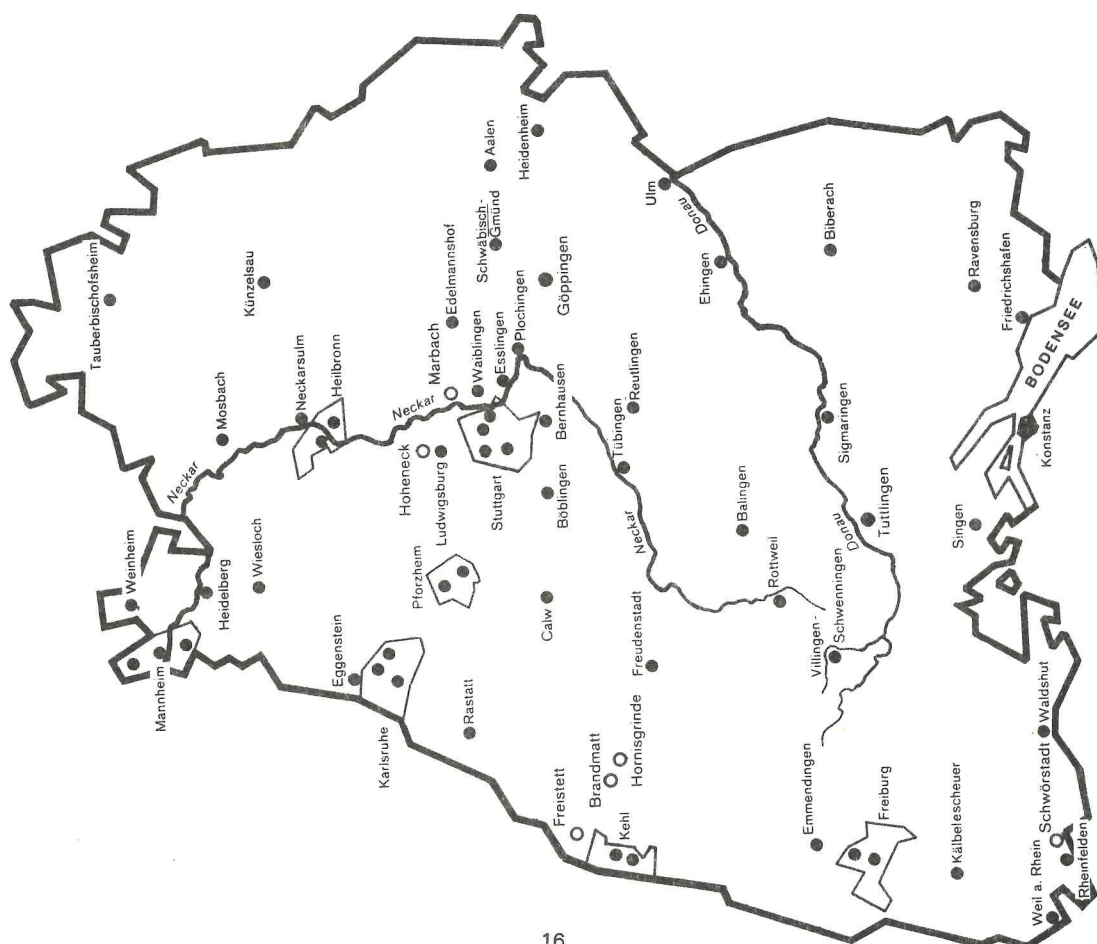 Tauberbischofsheim
Künzelsau
Mosbach
Neckar
Weinheim
Mannheim
Heidelberg
Wiesloch
Neckarsulm
Heilbronn
Neckar
Marbach
Edelmannshof
Hoheneck
Ludwigsburg
Waiblingen
Esslingen
Plochingen
Schwäbisch-
Gmünd
Aalen
Heidenheim
Göppingen
Stuttgart
Bernhausen
Böblingen
Pforzheim
Calw
Eggenstein
Karlsruhe
Rastatt
Freistett
Brandmatt
Hornisgrinde
Kehl
Freudenstadt
Tübingen
Reutlingen
Neckar
Balingen
Rottweil
Ulm
Donau
Ehingen
Biberach
Sigmaringen
Donau
Tuttlingen
Villingen-
Schwenningen
Emmendingen
Freiburg
Kälbelescheuer
Ravensburg
Friedrichshafen
BODENSEE
Konstanz
Singen
Waldshut
Schwörstadt
Rheinfelden
Weil a. Rhein
16